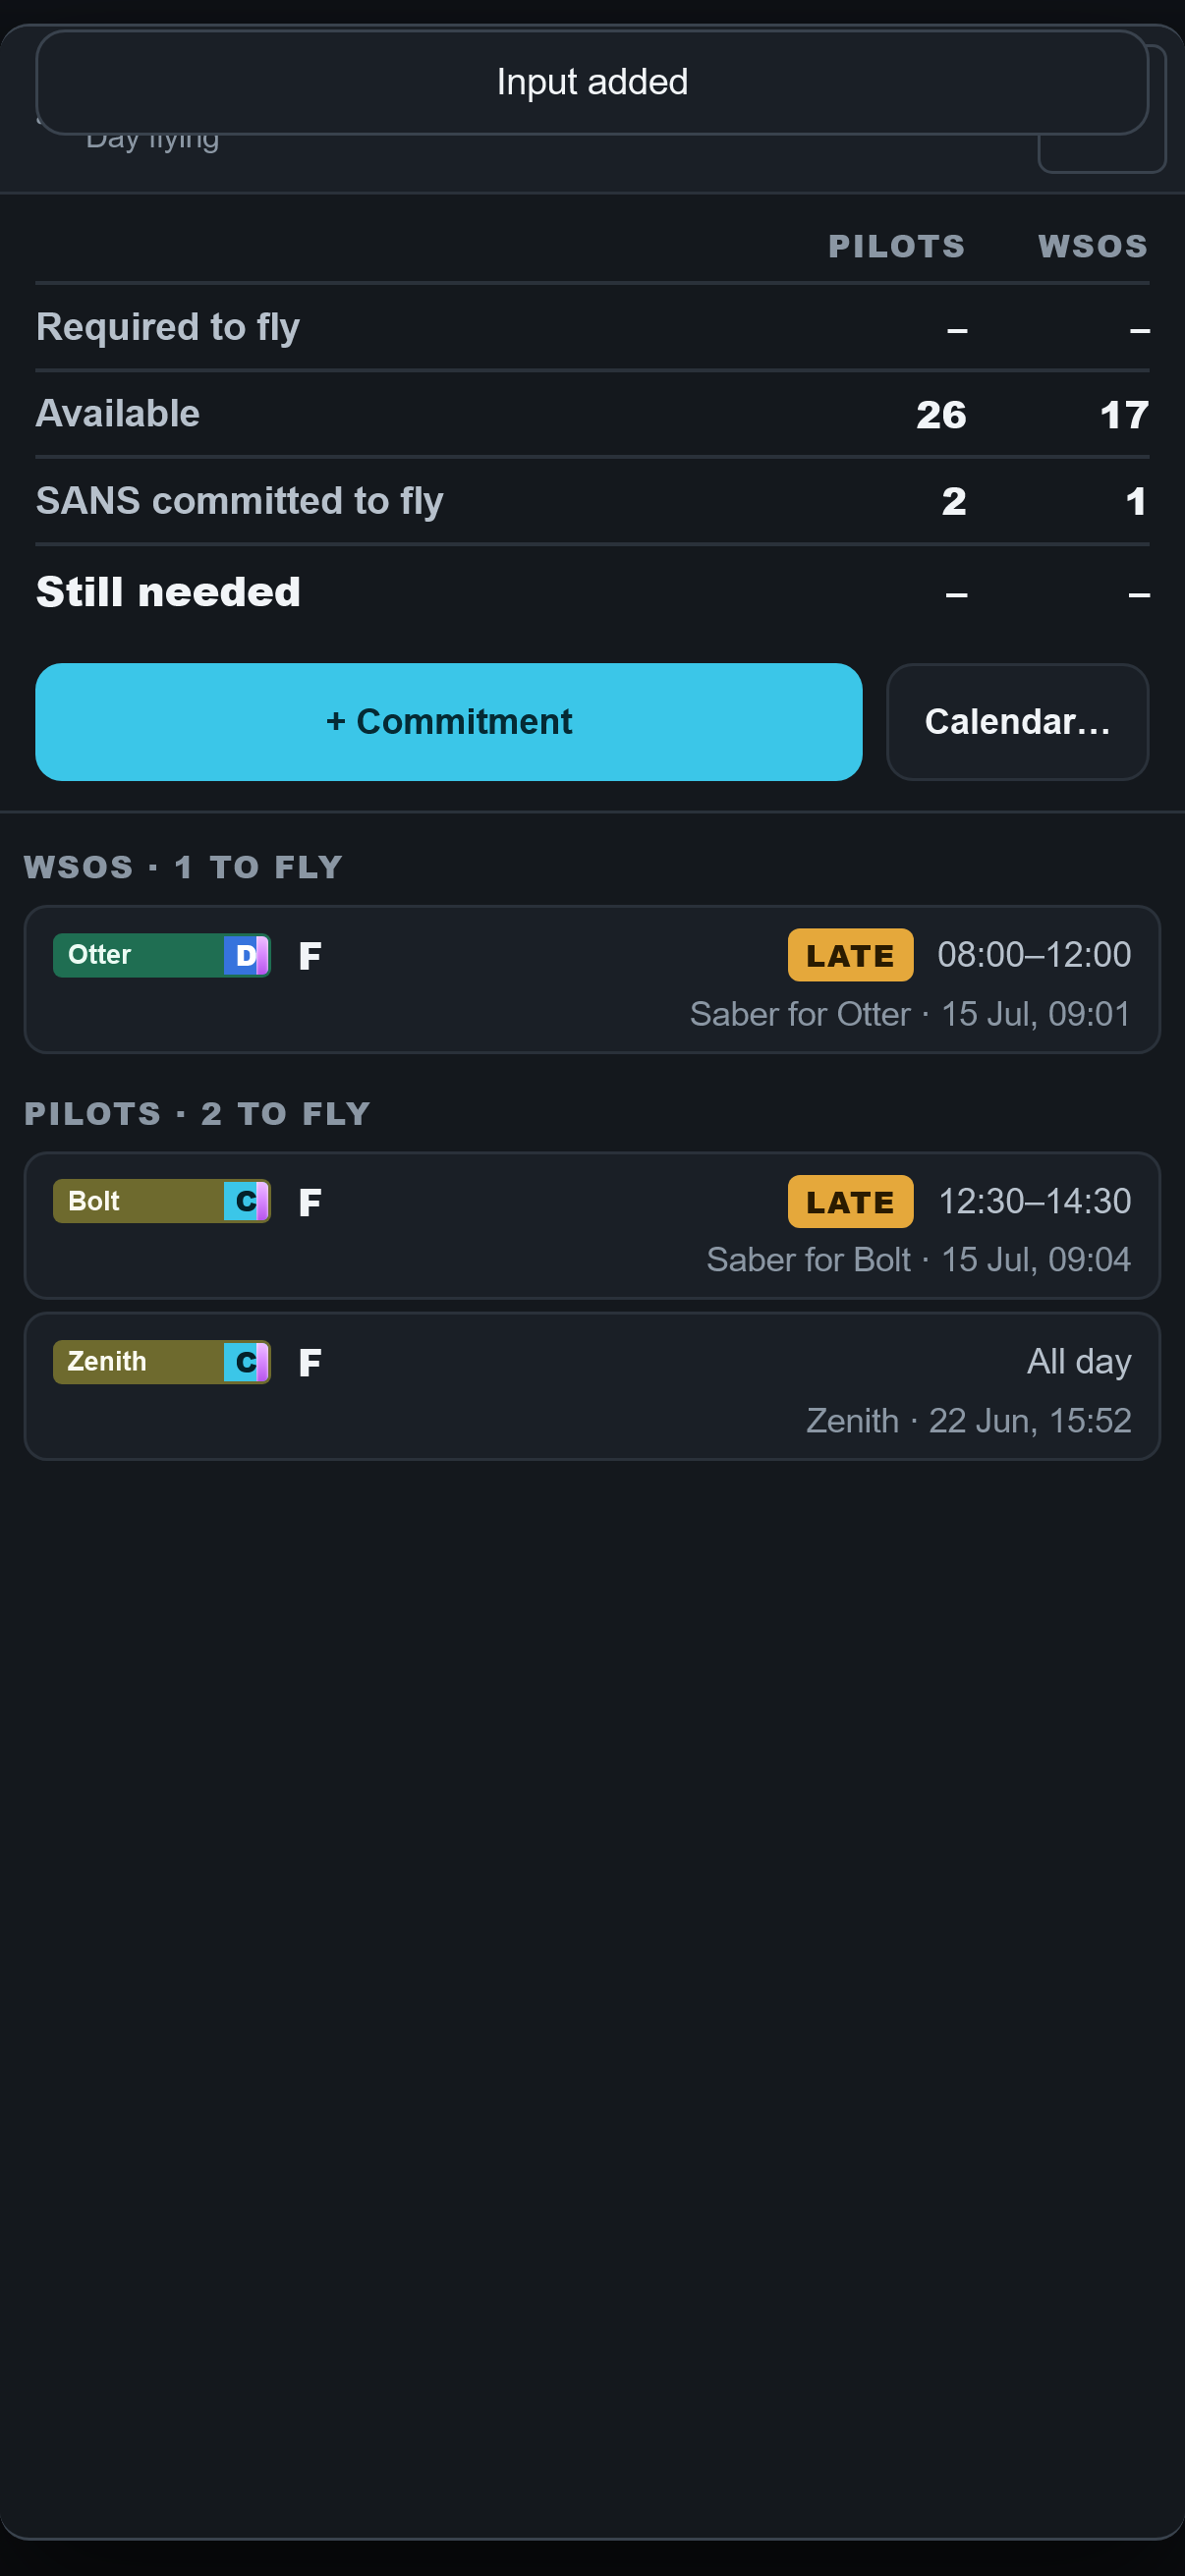 Input added
Day flying
PILOTS WSOS
Required to fly – –
Available 26 17
SANS committed to fly 2 1
Still needed – –
+ Commitment Calendar…
WSOS · 1 TO FLY
Otter D F LATE 08:00–12:00
Saber for Otter · 15 Jul, 09:01
PILOTS · 2 TO FLY
Bolt C F LATE 12:30–14:30
Saber for Bolt · 15 Jul, 09:04
Zenith C F All day
Zenith · 22 Jun, 15:52